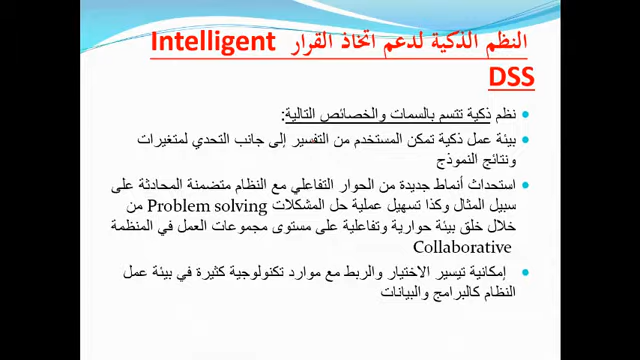 النظم الذكية لدعم اتخاذ القرار Intelligent
DSS
نظم ذكية تتسم بالسمات والخصائص التالية:
بيئة عمل ذكية تمكن المستخدم من التفسير إلى جانب التحدي لمتغيرات
ونتائج النموذج
استحداث أنماط جديدة من الحوار التفاعلي مع النظام متضمنة المحادثة على
سبيل المثال وكذا تسهيل عملية حل المشكلات Problem solving من
خلال خلق بيئة حوارية وتفاعلية على مستوى مجموعات العمل في المنظمة
Collaborative
إمكانية تيسير الاختيار والربط مع موارد تكنولوجية كثيرة في بيئة عمل
النظام كالبرامج والبيانات